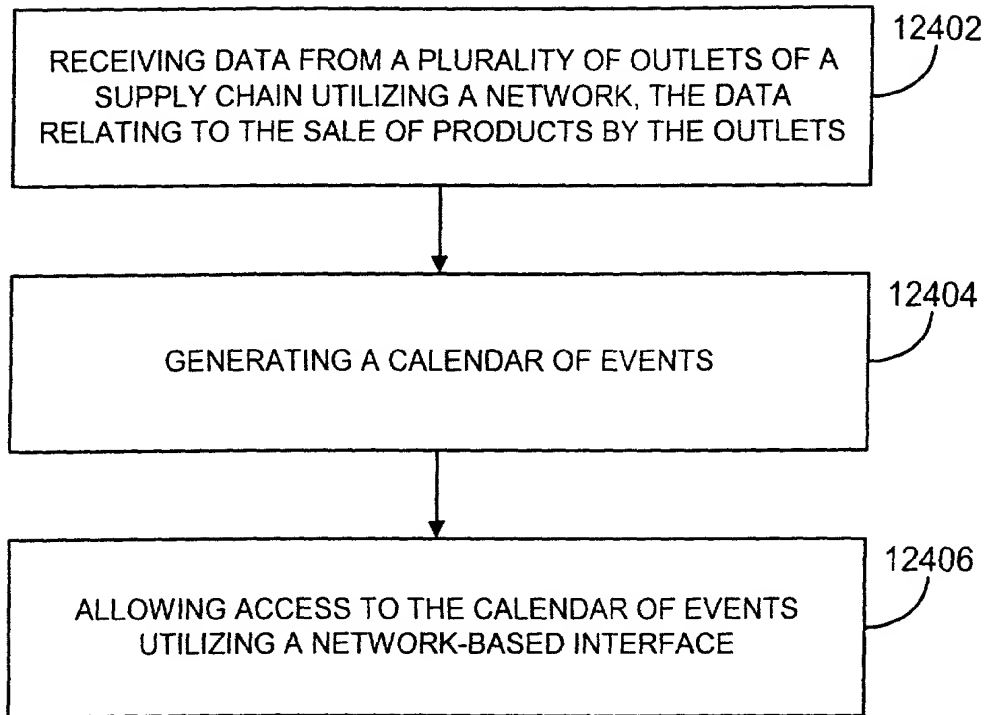 12402
RECEIVING DATA FROM A PLURALITY OF OUTLETS OF A
SUPPLY CHAIN UTILIZING A NETWORK, THE DATA
RELATING TO THE SALE OF PRODUCTS BY THE OUTLETS
12404
GENERATING A CALENDAR OF EVENTS
12406
ALLOWING ACCESS TO THE CALENDAR OF EVENTS
UTILIZING A NETWORK-BASED INTERFACE